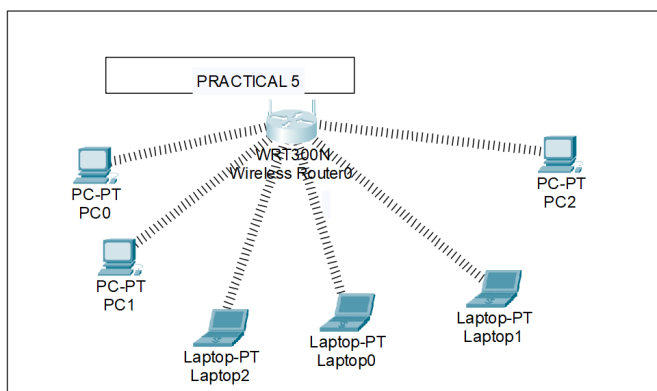 PRACTICAL 5
WRT300N
Wireless Router0
PC-PT
PC0
PC-PT
PC2
PC-PT
PC1
Laptop-PT
Laptop1
Laptop-PT
Laptop0
Laptop-PT
Laptop2